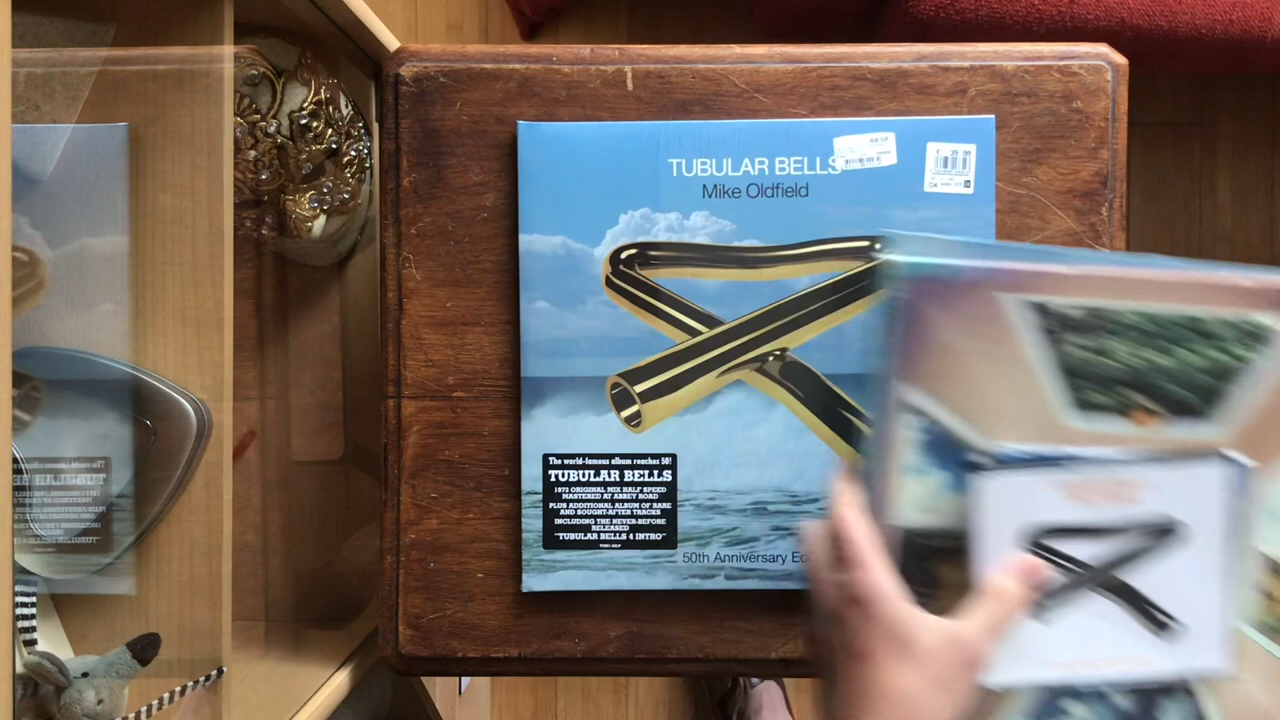 TUBULAR BELLS
Mike Oldfield
39.99
The world-famous album reaches 50!
TUBULAR BELLS
1973 ORIGINAL MIX HALF SPEED
MASTERED AT ABBEY ROAD
PLUS ADDITIONAL ALBUM OF RARE
AND SOUGHT-AFTER TRACKS
INCLUDING THE NEVER-BEFORE
RELEASED
"TUBULAR BELLS 4 INTRO"
50th Anniversary